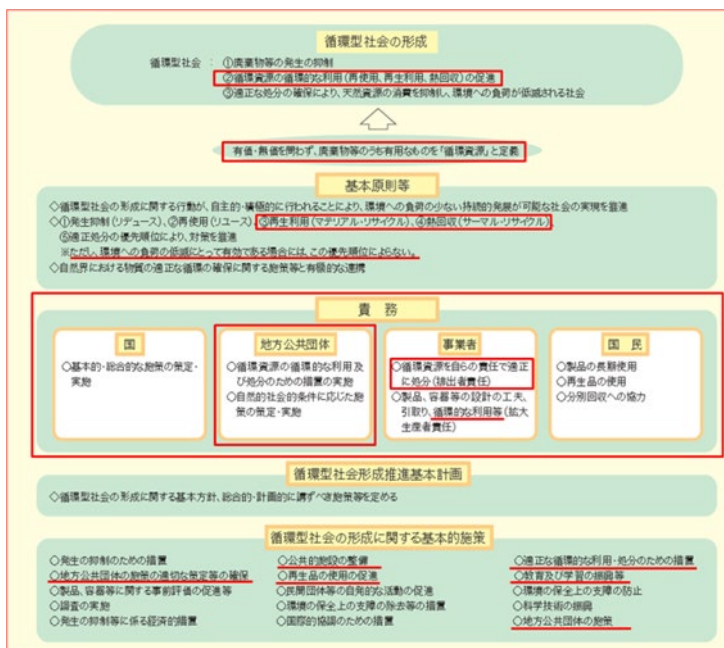 循環型社会の形成
循環型社会 : ①廃棄物等の発生の抑制
②循環資源の循環的な利用(再使用、再生利用、熱回収)の促進
③適正な処分の確保により、天然資源の消費を抑制し、環境への負荷が低減される社会
有価・無価を問わず、廃棄物等のうち有用なものを「循環資源」と定義
基本原則等
◇循環型社会の形成に関する行動が、自主的・積極的に行われることにより、環境への負荷の少ない持続的発展が可能な社会の実現を推進
◇①発生抑制(リデュース)、②再使用(リユース)、③再生利用(マテリアル・リサイクル)、④熱回収(サーマル・リサイクル)、
⑤適正処分の優先順位により、対策を推進
※ただし、環境への負荷の低減にとって有効である場合には、この優先順位によらない。
◇自然界における物質の適正な循環の確保に関する施策等と有機的な連携
責務
国
◇基本的・総合的な施策の策定・
実施
地方公共団体
◇循環資源の循環的な利用及
び処分のための措置の実施
◇自然的社会的条件に応じた施
策の策定・実施
事業者
◇循環資源を自らの責任で適正
に処分(排出者責任)
◇製品、容器等の設計の工夫、
引取り、循環的な利用等(拡大
生産者責任)
国民
◇製品の長期使用
◇再生品の使用
◇分別回収への協力
循環型社会形成推進基本計画
◇循環型社会の形成に関する基本方針、総合的・計画的に講ずべき施策等を定める
循環型社会の形成に関する基本的施策
◇発生の抑制のための措置
◇地方公共団体の施策の適切な策定等の確保
◇製品、容器等に関する事前評価の促進等
◇調査の実施
◇発生の抑制等に係る経済的措置
◇公共的施設の整備
◇再生品の使用の促進
◇民間団体等の自発的な活動の促進
◇環境の保全上の支障の除去等の措置
◇国際的協調のための措置
◇適正な循環的な利用・処分のための措置
◇教育及び学習の振興等
◇環境の保全上の支障の防止
◇科学技術の振興
◇地方公共団体の施策